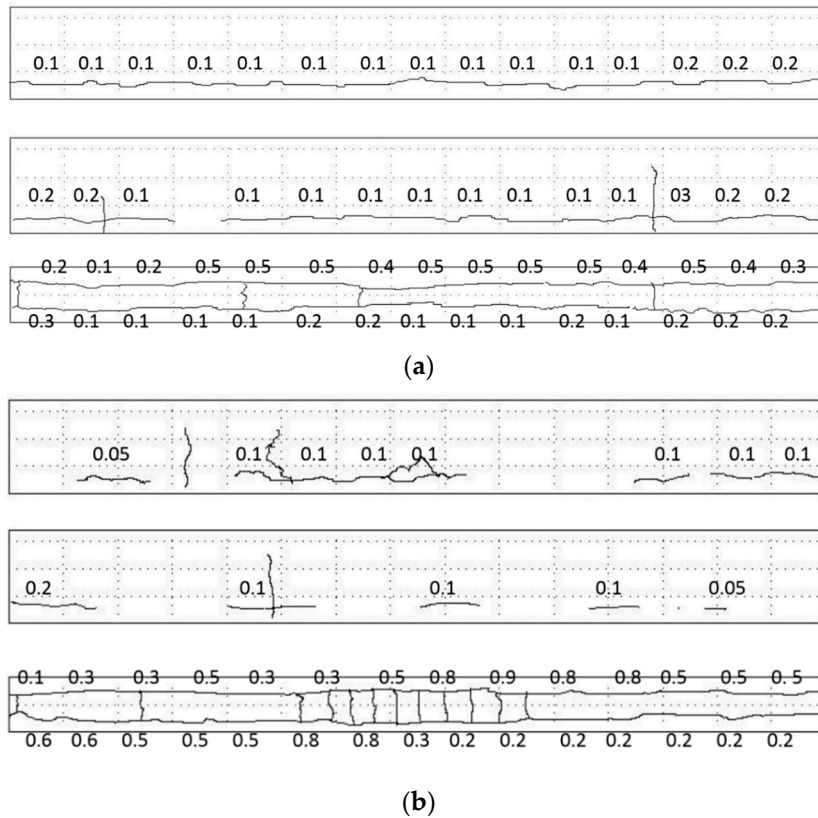 0.1 0.1 0.1 0.1 0.1 0.1 0.1 0.1 0.1 0.1 0.1 0.1 0.2 0.2 0.2
0.2 0.2 0.1 0.1 0.1 0.1 0.1 0.1 0.1 0.1 0.1 03 0.2 0.2
0.2 0.1 0.2 0.5 0.5 0.5 0.4 0.5 0.5 0.5 0.5 0.4 0.5 0.4 0.3
0.3 0.1 0.1 0.1 0.1 0.2 0.2 0.1 0.1 0.1 0.2 0.1 0.2 0.2 0.2
(a)
0.05 0.1 0.1 0.1 0.1 0.1 0.1 0.1
0.2 0.1 0.1 0.1 0.05
0.1 0.3 0.3 0.5 0.3 0.3 0.5 0.8 0.9 0.8 0.8 0.5 0.5 0.5
0.6 0.6 0.5 0.5 0.5 0.8 0.8 0.3 0.2 0.2 0.2 0.2 0.2 0.2 0.2
(b)